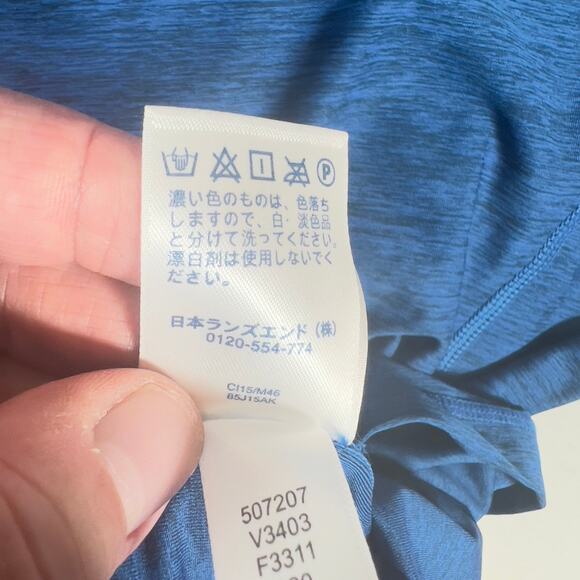 P
濃い色のものは、色落ち
しますので、白・淡色品
と分けて洗ってください。
漂白剤は使用しないでく
ださい。
日本ランズエンド（株）
0120-554-774
CI15/M46
85J15AK
507207
V3403
F3311